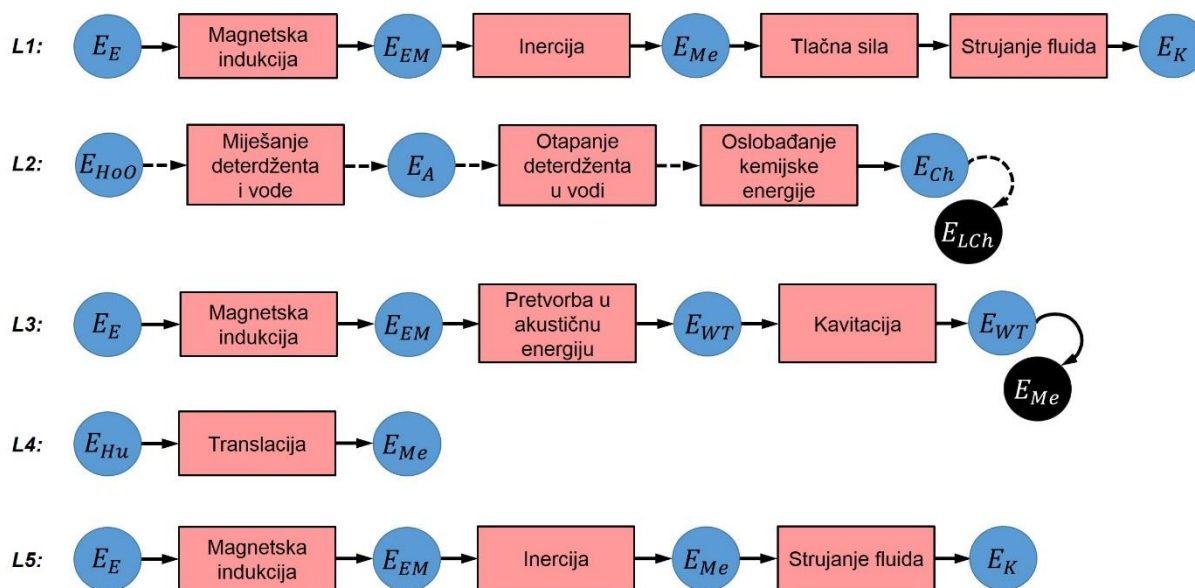 L1: E_E Magnetska indukcija E_EM Inercija E_Me Tlačna sila Strujanje fluida E_K
L2: E_HoO Miješanje deterdženta i vode E_A Otapanje deterdženta u vodi Oslobađanje kemijske energije E_Ch
E_LCh
L3: E_E Magnetska indukcija E_EM Pretvorba u akustičnu energiju E_WT Kavitacija E_WT
E_Me
L4: E_Hu Translacija E_Me
L5: E_E Magnetska indukcija E_EM Inercija E_Me Strujanje fluida E_K